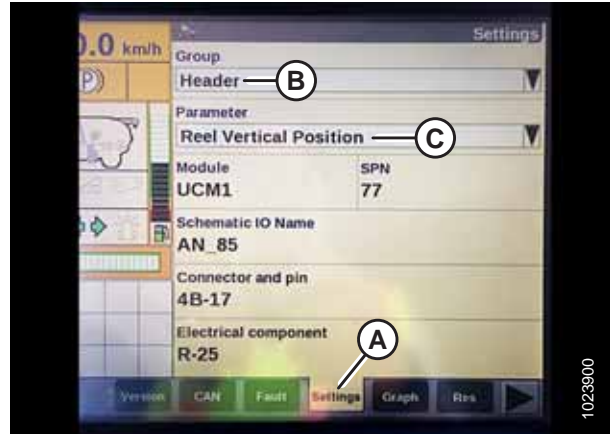 0.0 km/h
Settings
Group
Header
B
Parameter
Reel Vertical Position
C
Module SPN
UCM1 77
Schematic IO Name
AN_85
Connector and pin
4B-17
Electrical component
R-25
A
Version CAN Fault Settings Graph Res
1023900